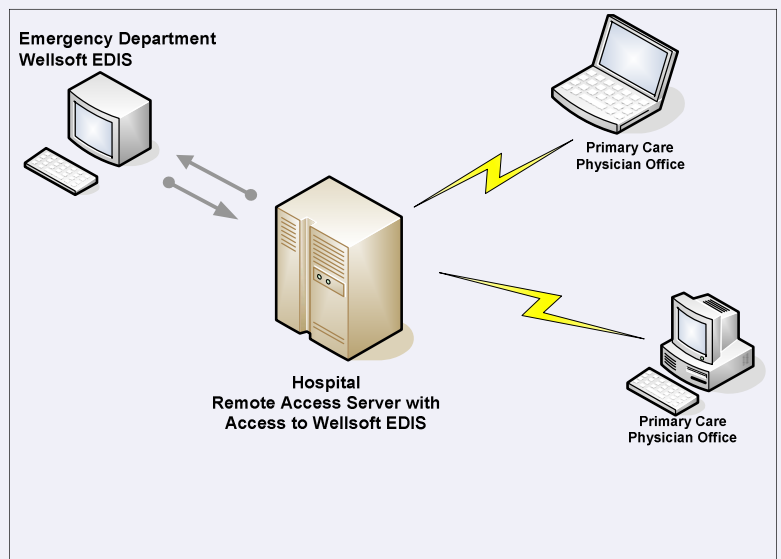 Emergency Department
Wellsoft EDIS
Primary Care
Physician Office
Hospital
Remote Access Server with
Access to Wellsoft EDIS
Primary Care
Physician Office